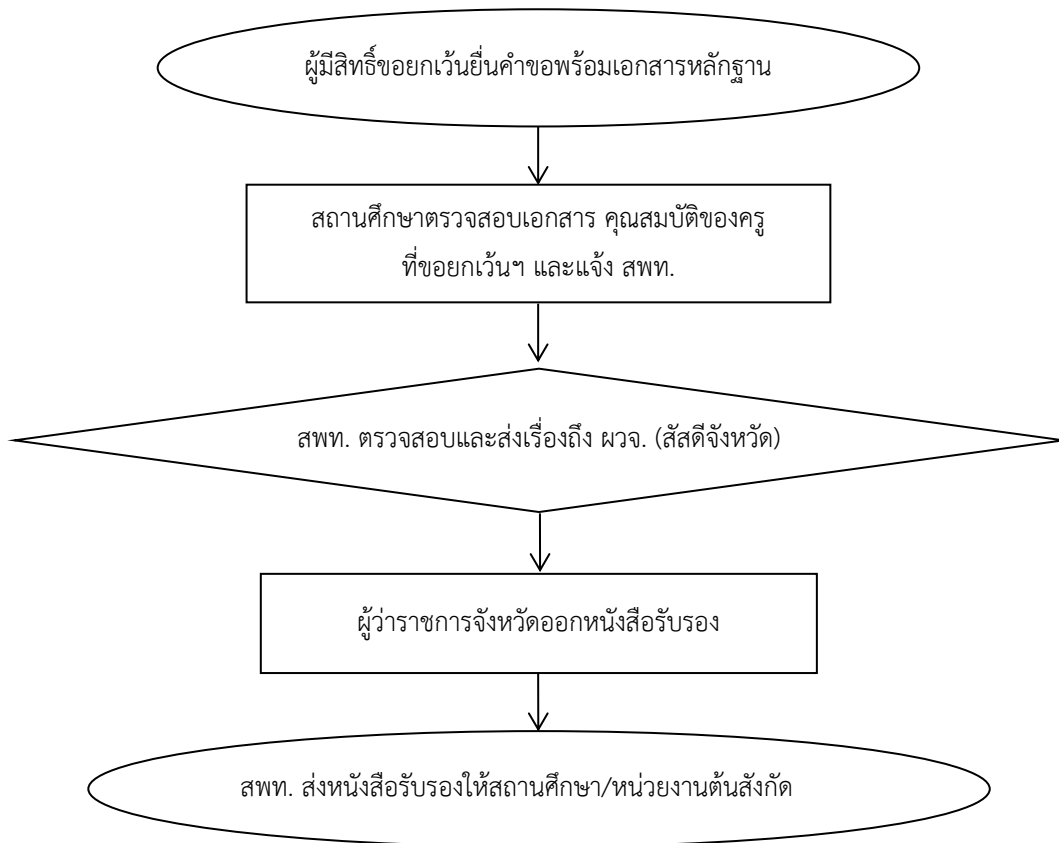 ผู้มีสิทธิ์ขอยกเว้นยื่นคำขอพร้อมเอกสารหลักฐาน
สถานศึกษาตรวจสอบเอกสาร คุณสมบัติของครู
ที่ขอยกเว้นฯ และแจ้ง สพท.
สพท. ตรวจสอบและส่งเรื่องถึง ผวจ. (สัสดีจังหวัด)
ผู้ว่าราชการจังหวัดออกหนังสือรับรอง
สพท. ส่งหนังสือรับรองให้สถานศึกษา/หน่วยงานต้นสังกัด